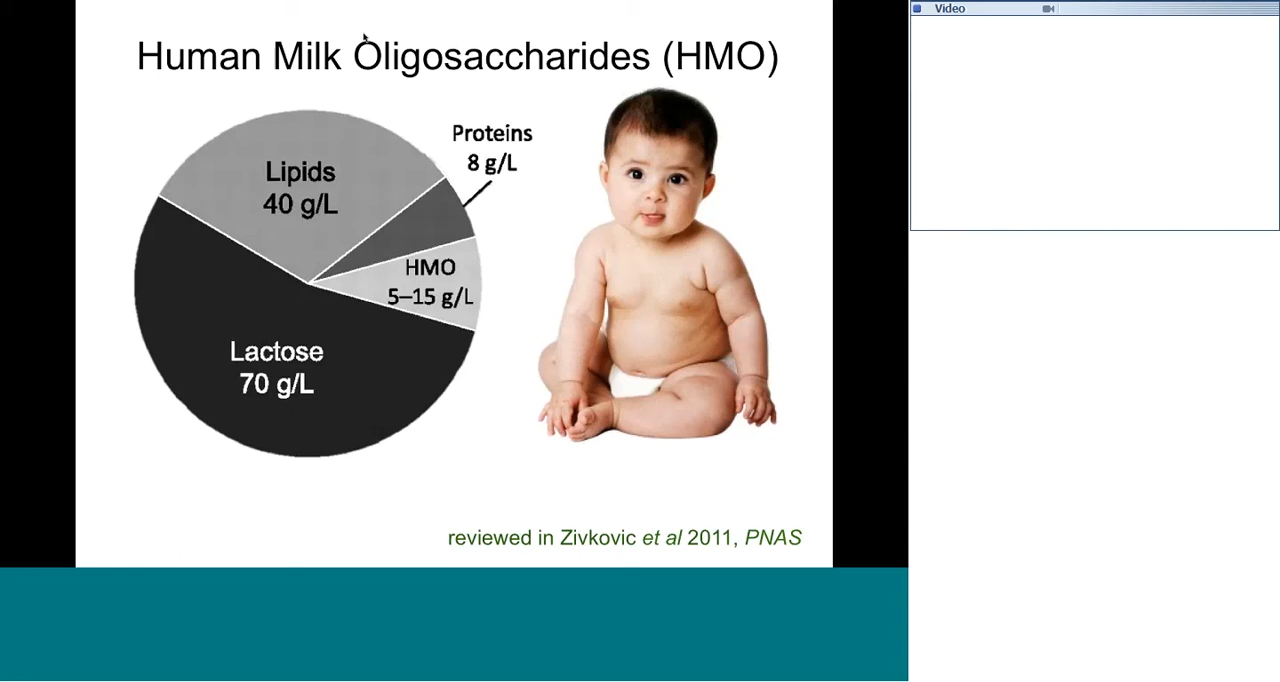 Video
Human Milk Oligosaccharides (HMO)
Proteins
8 g/L
Lipids
40 g/L
HMO
5–15 g/L
Lactose
70 g/L
reviewed in Zivkovic et al 2011, PNAS